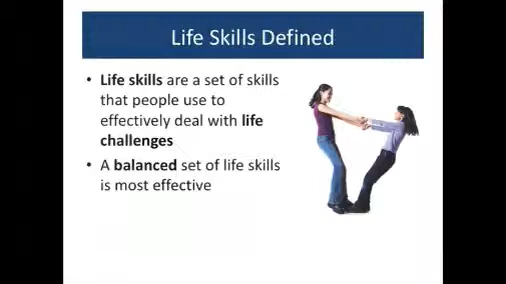 Life Skills Defined
• Life skills are a set of skills
that people use to
effectively deal with life
challenges
• A balanced set of life skills
is most effective